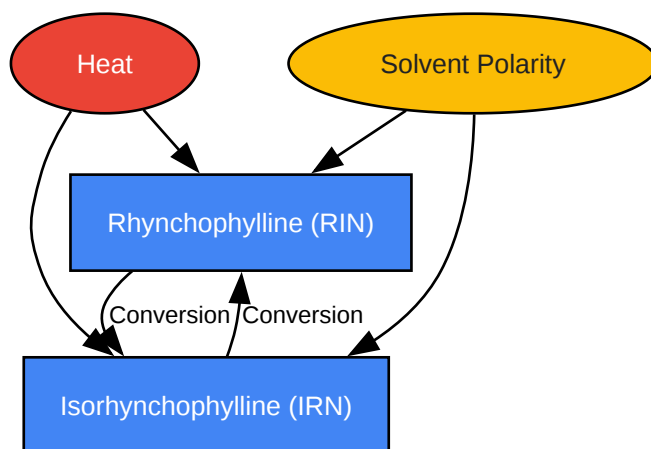 Heat
Solvent Polarity
Rhynchophylline (RIN)
Conversion
Conversion
Isorhynchophylline (IRN)